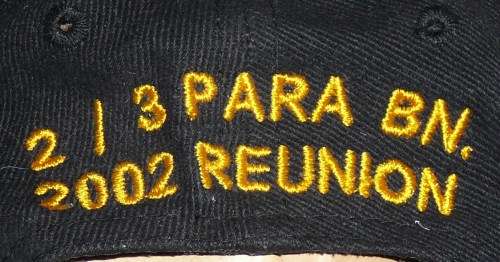 2 / 3 PARA BN.
2002 REUNION